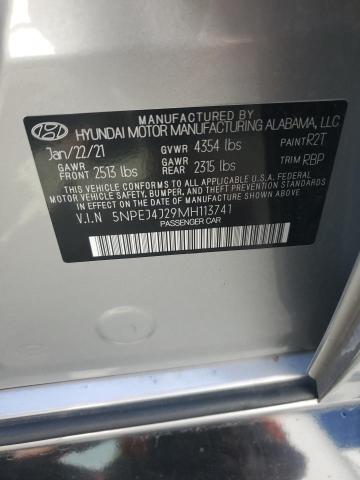 MANUFACTURED BY
HYUNDAI MOTOR MANUFACTURING ALABAMA, LLC
Jan/22/21 GVWR 4354 lbs PAINT R2T
GAWR FRONT 2513 lbs GAWR REAR 2315 lbs TRIM RBP
THIS VEHICLE CONFORMS TO ALL APPLICABLE U.S.A. FEDERAL
MOTOR VEHICLE SAFETY, BUMPER, AND THEFT PREVENTION
STANDARDS IN EFFECT ON THE DATE OF MANUFACTURE SHOWN ABOVE.
V.I.N 5NPEJ4J29MH113741
PASSENGER CAR